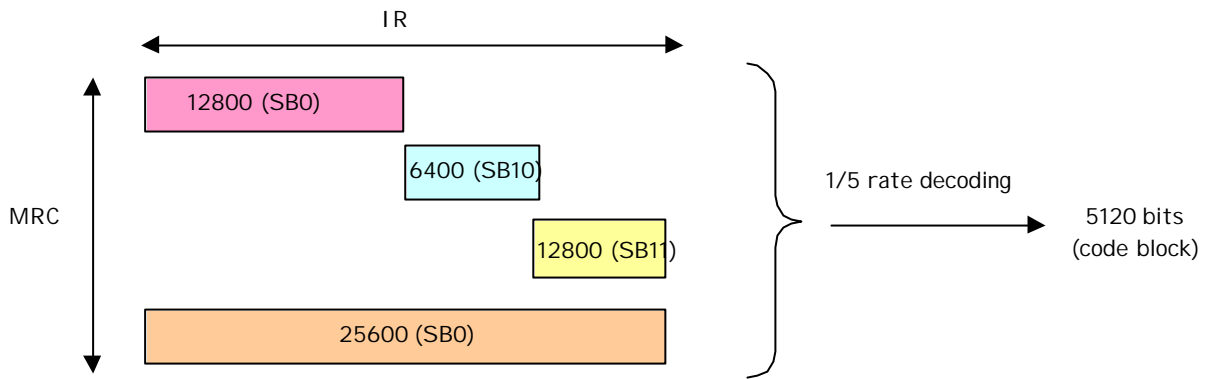 IR
12800 (SB0)
6400 (SB10)
1/5 rate decoding
MRC
5120 bits
(code block)
12800 (SB11)
25600 (SB0)